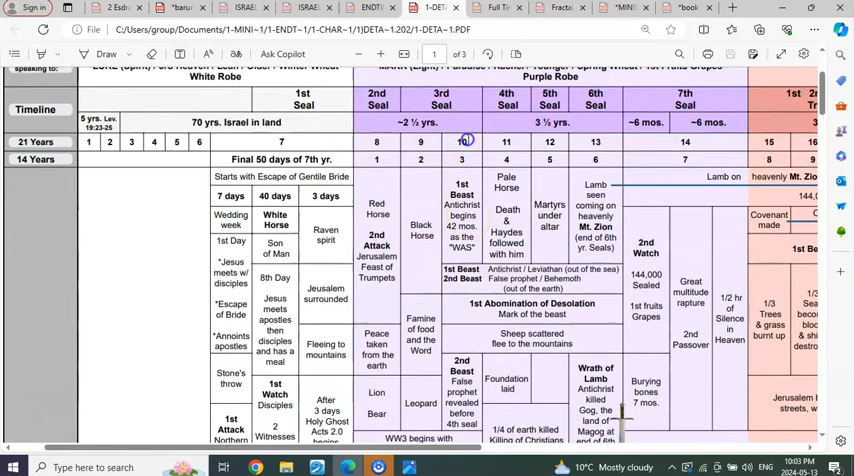 Sign in
2 Esdre
*baruc
ISRAEL
ISRAEL
ENDTII
1-DETA
Full Tim
Fractal
*MINIS
*book
File
C:/Users/group/Documents/1-MINI~1/ENDT~1/1-CHAR~1/1)DETA~1.202/1-DETA~1.PDF
Draw
Ask Copilot
1 of 3
speaking to:
White Robe
Purple Robe
Timeline
1st Seal
2nd Seal
3rd Seal
4th Seal
5th Seal
6th Seal
7th Seal
5 yrs. Lev. 19:23-25
70 yrs. Israel in land
~2 ½ yrs.
3 ½ yrs.
~6 mos.
~6 mos.
21 Years
1 2 3 4 5 6 7 8 9 10 11 12 13 14 15 16
14 Years
Final 50 days of 7th yr.
1 2 3 4 5 6 7 8 9
Starts with Escape of Gentile Bride
7 days
40 days
3 days
Wedding week
1st Day
*Jesus meets w/ disciples
*Escape of Bride
*Annoints apostles
Stone's throw
1st Attack
Northern
White Horse
Son of Man
8th Day
Jesus meets apostles then disciples and has a meal
1st Watch
Disciples
2 Witnesses
Raven spirit
Jerusalem surrounded
Fleeing to mountains
After 3 days Holy Ghost Acts 2.0 begins
Red Horse
2nd Attack
Jerusalem Feast of Trumpets
Peace taken from the earth
Lion
Bear
Black Horse
Famine of food and the Word
Leopard
WW3 begins with
1st Beast
Antichrist begins 42 mos. as the "WAS"
Pale Horse
Death & Haydes followed with him
Martyrs under altar
Lamb seen coming on heavenly Mt. Zion (end of 6th yr. Seals)
1st Beast Antichrist / Leviathan (out of the sea)
2nd Beast False prophet / Behemoth (out of the earth)
1st Abomination of Desolation
Mark of the beast
Sheep scattered flee to the mountains
2nd Beast
False prophet revealed before 4th seal
Foundation laid
1/4 of earth killed
Killing of Christians
Wrath of Lamb
Antichrist killed Gog, the land of Magog at end of 6th
Lamb on heavenly Mt. Zion
2nd Watch
144,000 Sealed
1st fruits Grapes
Burying bones 7 mos.
Great multitude rapture
2nd Passover
1/2 hr of Silence in Heaven
144,0
Covenant made
1st B
1/3 Trees & grass burnt up
1/3
Jerusalem
streets, w
10°C Mostly cloudy
Type here to search
10:03 PM
2024-05-13